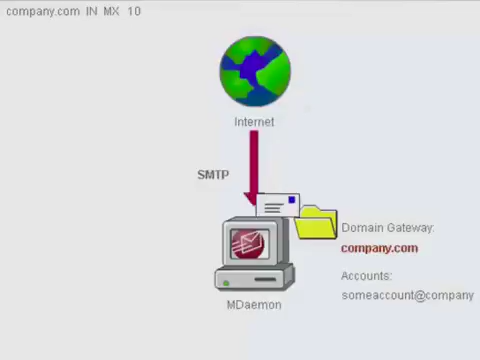 company.com IN MX 10
Internet
SMTP
Domain Gateway:
company.com
Accounts:
someaccount@company
MDaemon